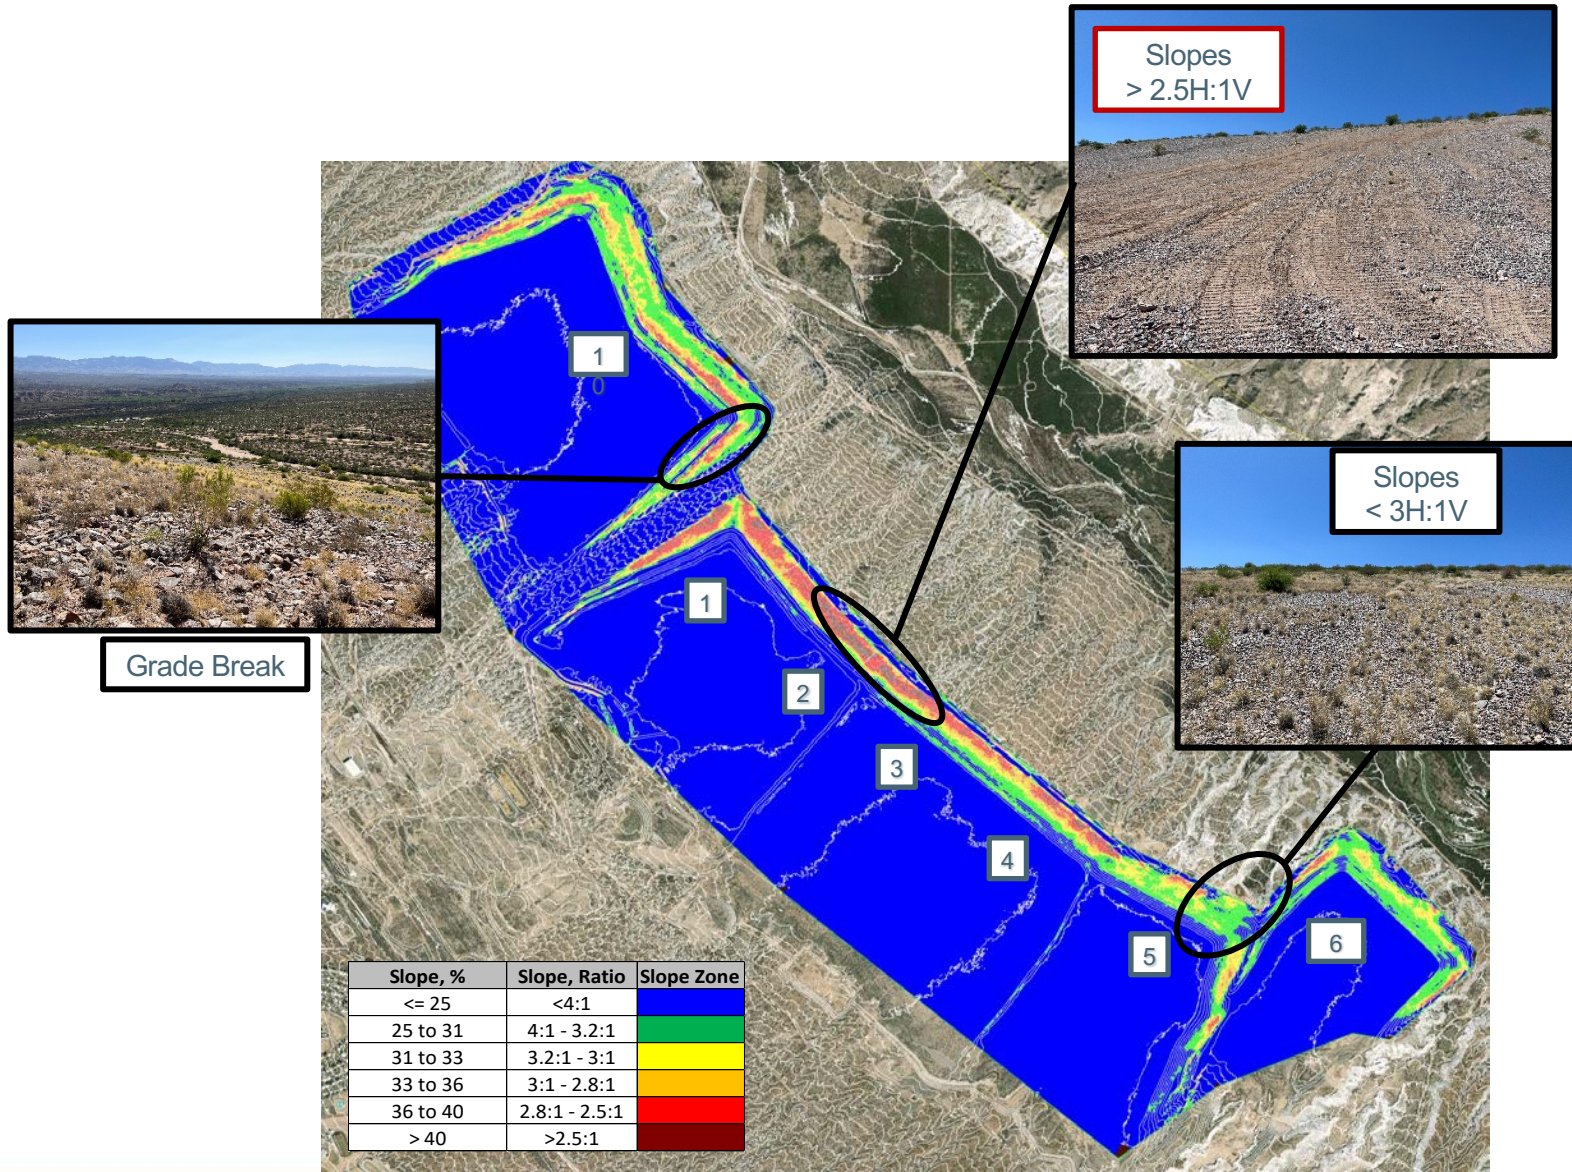 Slopes
> 2.5H:1V
1
0
Slopes
< 3H:1V
1
Grade Break
2
3
4
5
6
Slope, % Slope, Ratio Slope Zone
<= 25 <4:1
25 to 31 4:1 - 3.2:1
31 to 33 3.2:1 - 3:1
33 to 36 3:1 - 2.8:1
36 to 40 2.8:1 - 2.5:1
> 40 >2.5:1